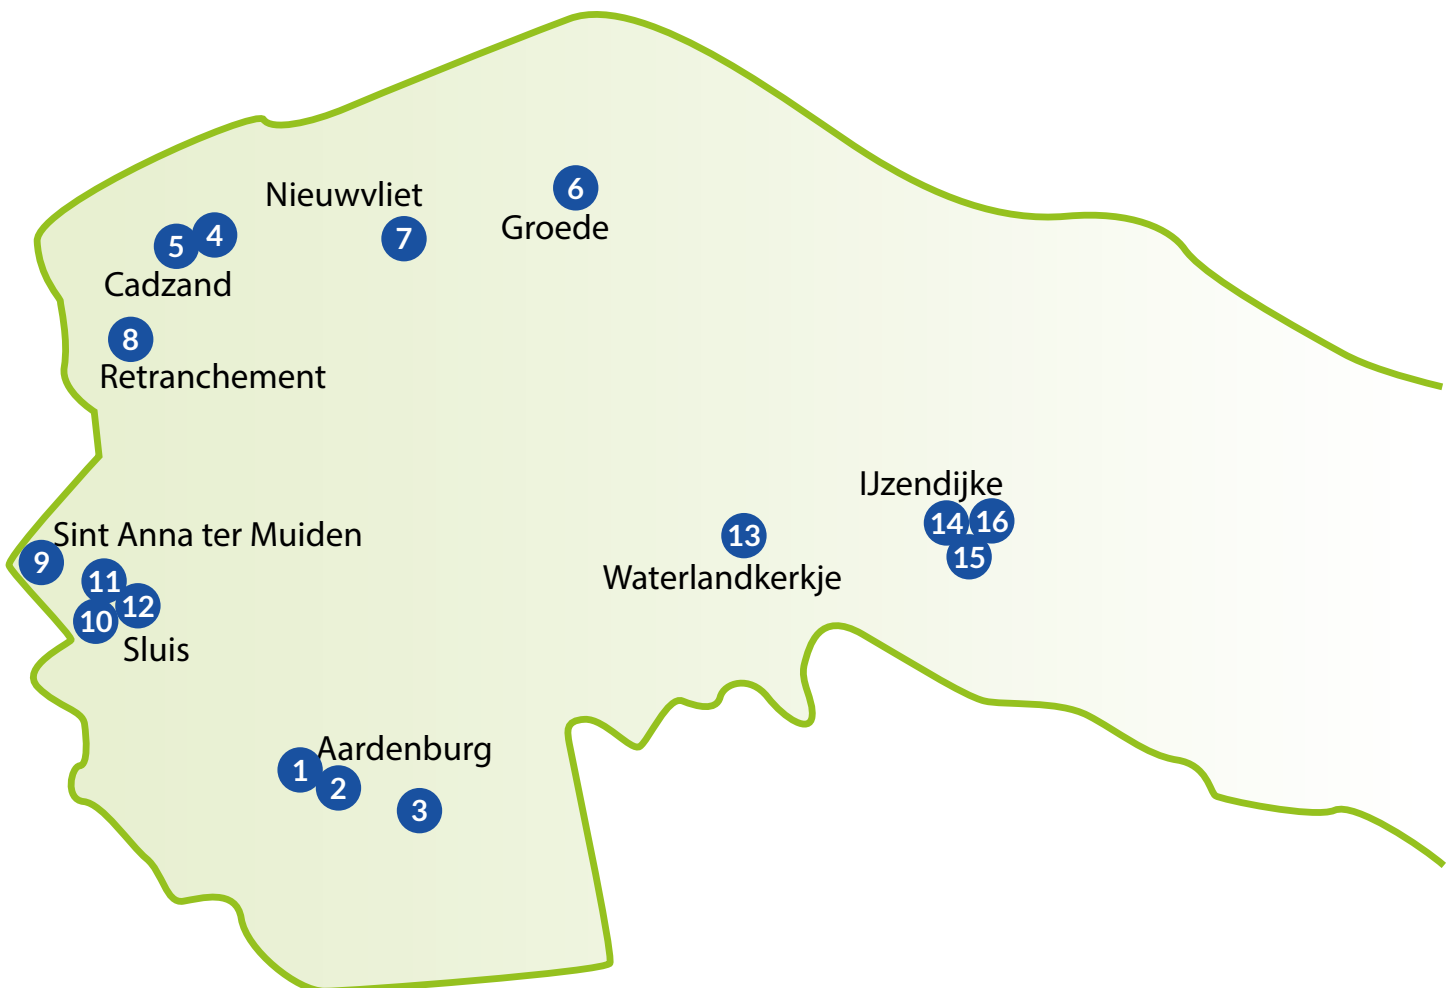 Nieuwvliet
6
Groede
7
4
5
Cadzand
8
Retranchement
IJzendijke
14
16
15
13
Waterlandkerkje
Sint Anna ter Muiden
9
11
12
10
Sluis
Aardenburg
1
2
3